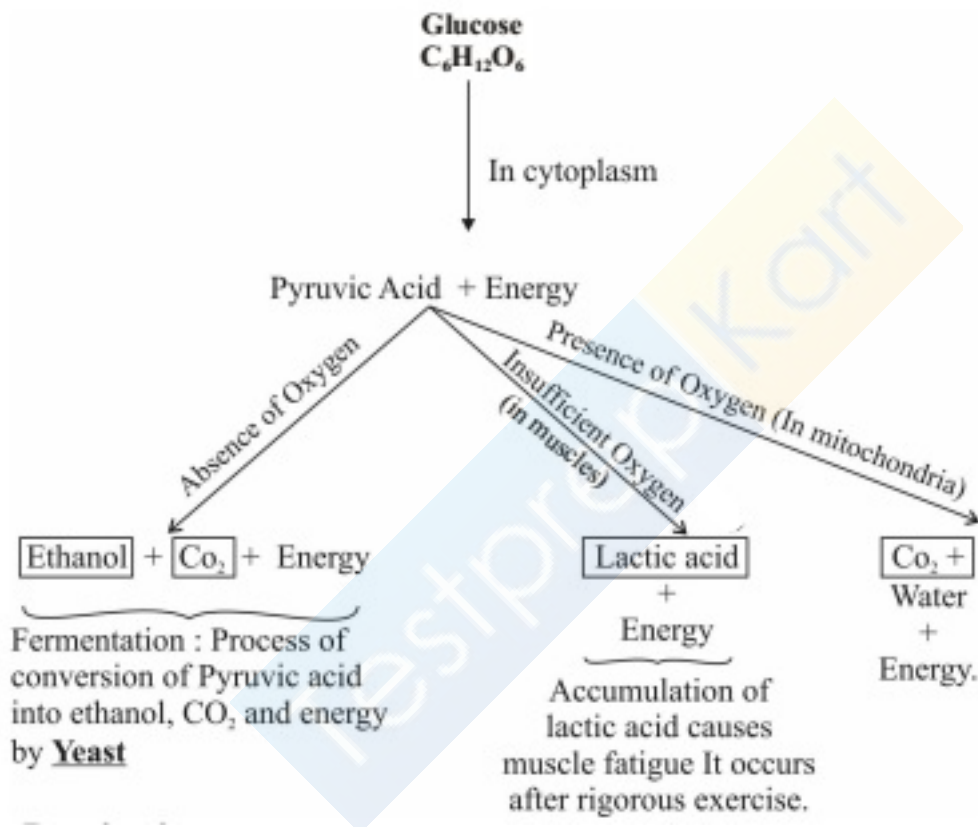 Glucose
C₆H₁₂O₆
In cytoplasm
Pyruvic Acid + Energy
Absence of Oxygen
Insufficient Oxygen
(in muscles)
Presence of Oxygen (In mitochondria)
Ethanol + Co₂ + Energy
Fermentation : Process of
conversion of Pyruvic acid
into ethanol, CO₂ and energy
by Yeast
Lactic acid
+
Energy
Accumulation of
lactic acid causes
muscle fatigue It occurs
after rigorous exercise.
Co₂ +
Water
+
Energy.
Testprep Kart